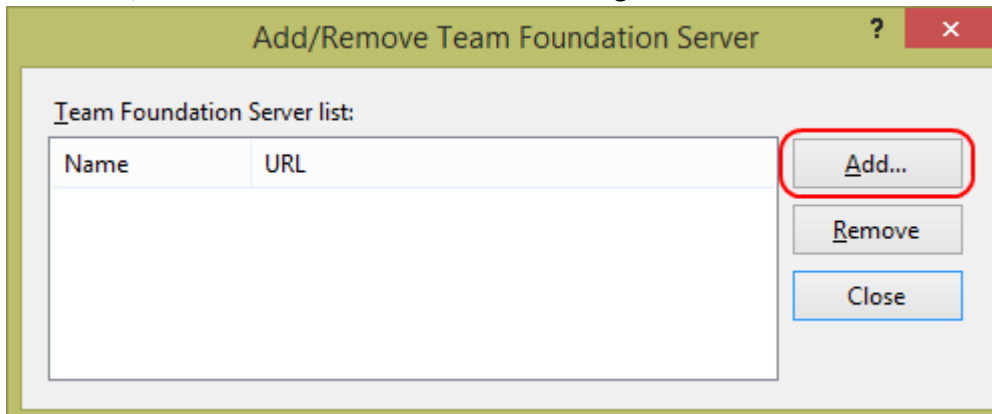 Add/Remove Team Foundation Server ? ×
Team Foundation Server list:
Name URL
Add...
Remove
Close